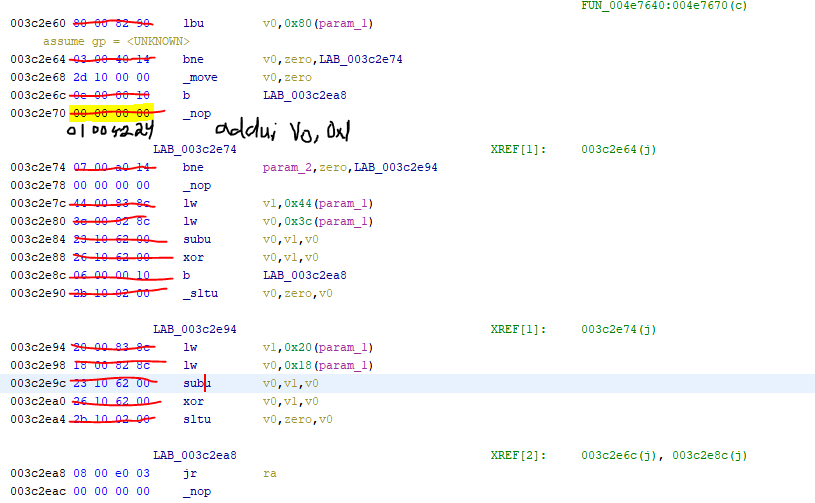 FUN_004e7640:004e7670(c)
003c2e60 80 00 82 90 lbu v0,0x80(param_1)
assume gp = <UNKNOWN>
003c2e64 03 00 40 14 bne v0,zero,LAB_003c2e74
003c2e68 2d 10 00 00 _move v0,zero
003c2e6c 0e 00 00 10 b LAB_003c2ea8
003c2e70 00 00 00 00 _nop
01004224 addui v0, 0x1
LAB_003c2e74 XREF[1]: 003c2e64(j)
003c2e74 07 00 a0 14 bne param_2,zero,LAB_003c2e94
003c2e78 00 00 00 00 _nop
003c2e7c 44 00 83 8c lw v1,0x44(param_1)
003c2e80 3c 00 82 8c lw v0,0x3c(param_1)
003c2e84 23 10 62 00 subu v0,v1,v0
003c2e88 26 10 62 00 xor v0,v1,v0
003c2e8c 06 00 00 10 b LAB_003c2ea8
003c2e90 2b 10 02 00 _sltu v0,zero,v0
LAB_003c2e94 XREF[1]: 003c2e74(j)
003c2e94 20 00 83 8c lw v1,0x20(param_1)
003c2e98 18 00 82 8c lw v0,0x18(param_1)
003c2e9c 23 10 62 00 subu v0,v1,v0
003c2ea0 26 10 62 00 xor v0,v1,v0
003c2ea4 2b 10 02 00 sltu v0,zero,v0
LAB_003c2ea8 XREF[2]: 003c2e6c(j), 003c2e8c(j)
003c2ea8 08 00 e0 03 jr ra
003c2eac 00 00 00 00 _nop